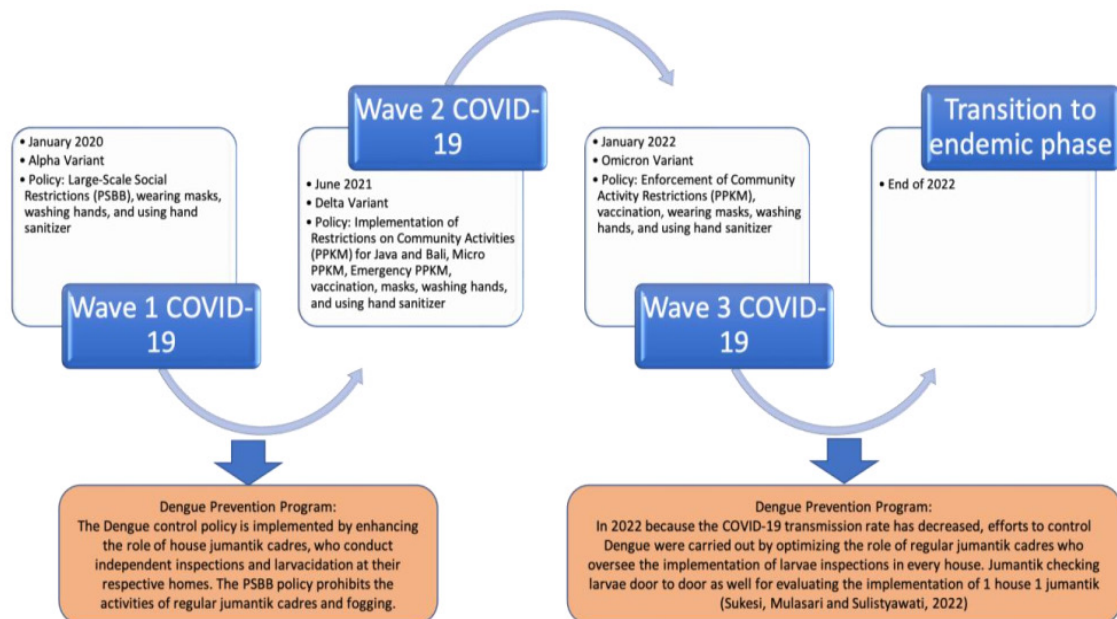 • January 2020
• Alpha Variant
• Policy: Large-Scale Social
Restrictions (PSBB), wearing masks,
washing hands, and using hand
sanitizer
Wave 1 COVID-
19
Wave 2 COVID-
19
• June 2021
• Delta Variant
• Policy: Implementation of
Restrictions on Community Activities
(PPKM) for Java and Bali, Micro
PPKM, Emergency PPKM,
vaccination, masks, washing hands,
and using hand sanitizer
• January 2022
• Omicron Variant
• Policy: Enforcement of Community
Activity Restrictions (PPKM),
vaccination, wearing masks, washing
hands, and using hand sanitizer
Wave 3 COVID-
19
Transition to
endemic phase
• End of 2022
Dengue Prevention Program:
The Dengue control policy is implemented by enhancing
the role of house jumantik cadres, who conduct
independent inspections and larvacidation at their
respective homes. The PSBB policy prohibits the
activities of regular jumantik cadres and fogging.
Dengue Prevention Program:
In 2022 because the COVID-19 transmission rate has decreased, efforts to control
Dengue were carried out by optimizing the role of regular jumantik cadres who
oversee the implementation of larvae inspections in every house. Jumantik checking
larvae door to door as well for evaluating the implementation of 1 house 1 jumantik
(Sukesi, Mulasari and Sulistyawati, 2022)